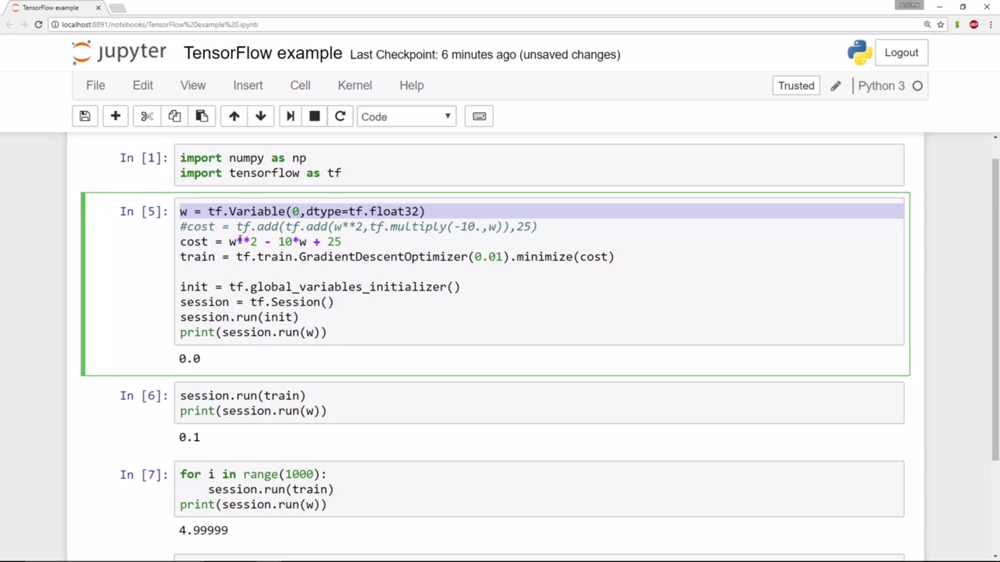 TensorFlow example
Andrew
localhost:8891/notebooks/TensorFlow%20example%20.ipynb
ABP
jupyter TensorFlow example Last Checkpoint: 6 minutes ago (unsaved changes)
Logout
File Edit View Insert Cell Kernel Help
Trusted Python 3
Code
In [1]:
import numpy as np
import tensorflow as tf
In [5]:
w = tf.Variable(0,dtype=tf.float32)
#cost = tf.add(tf.add(w**2,tf.multiply(-10.,w)),25)
cost = w**2 - 10*w + 25
train = tf.train.GradientDescentOptimizer(0.01).minimize(cost)
init = tf.global_variables_initializer()
session = tf.Session()
session.run(init)
print(session.run(w))
0.0
In [6]:
session.run(train)
print(session.run(w))
0.1
In [7]:
for i in range(1000):
    session.run(train)
print(session.run(w))
4.99999